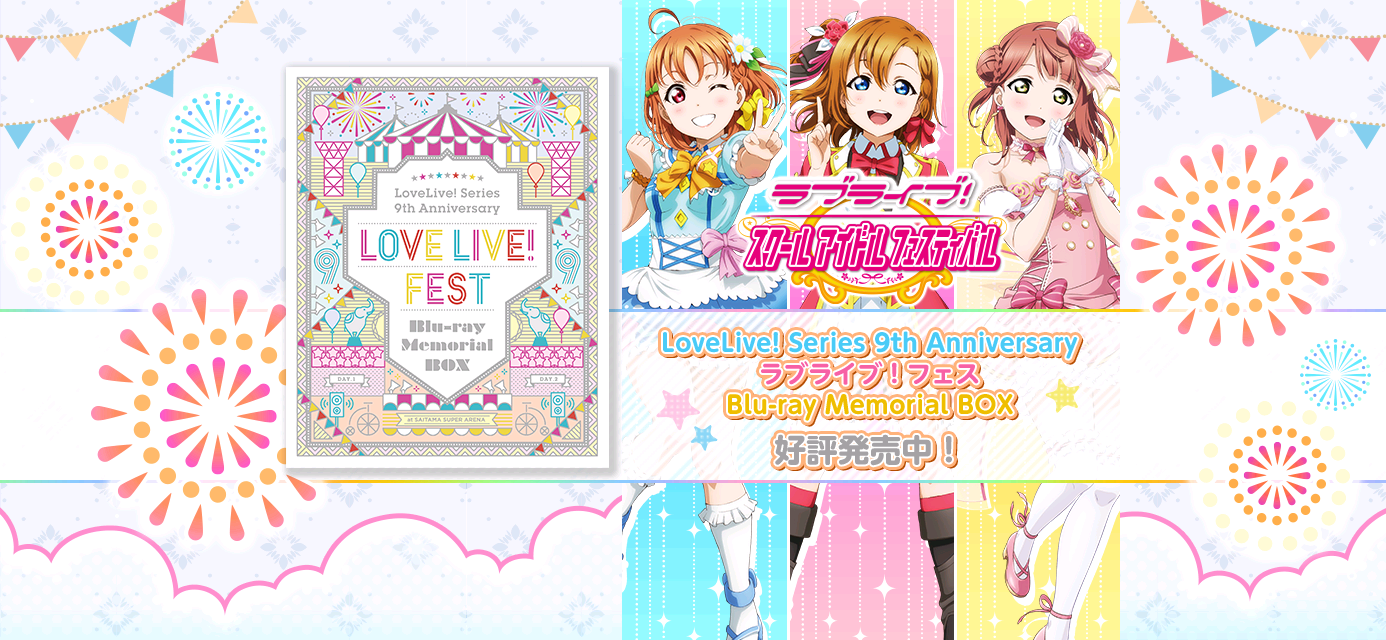 LoveLive! Series
9th Anniversary
LOVE LIVE!
FEST
Blu-ray
Memorial
BOX
DAY.1
DAY.2
at SAITAMA SUPER ARENA
9
9
ラブライブ!
スクールアイドルフェスティバル
LoveLive! Series 9th Anniversary
ラブライブ！フェス
Blu-ray Memorial BOX
好評発売中！